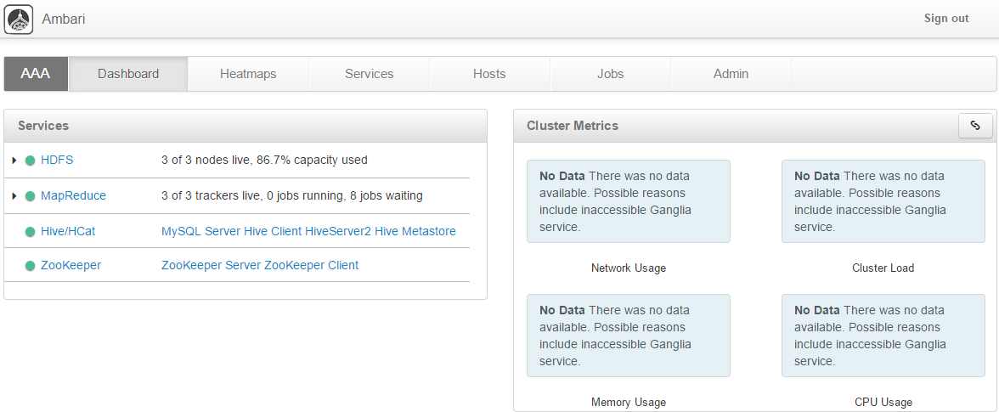 Ambari
Sign out
AAA Dashboard Heatmaps Services Hosts Jobs Admin
Services
HDFS 3 of 3 nodes live, 86.7% capacity used
MapReduce 3 of 3 trackers live, 0 jobs running, 8 jobs waiting
Hive/HCat MySQL Server Hive Client HiveServer2 Hive Metastore
ZooKeeper ZooKeeper Server ZooKeeper Client
Cluster Metrics
No Data There was no data
available. Possible reasons
include inaccessible Ganglia
service.
Network Usage
No Data There was no data
available. Possible reasons
include inaccessible Ganglia
service.
Cluster Load
No Data There was no data
available. Possible reasons
include inaccessible Ganglia
service.
Memory Usage
No Data There was no data
available. Possible reasons
include inaccessible Ganglia
service.
CPU Usage